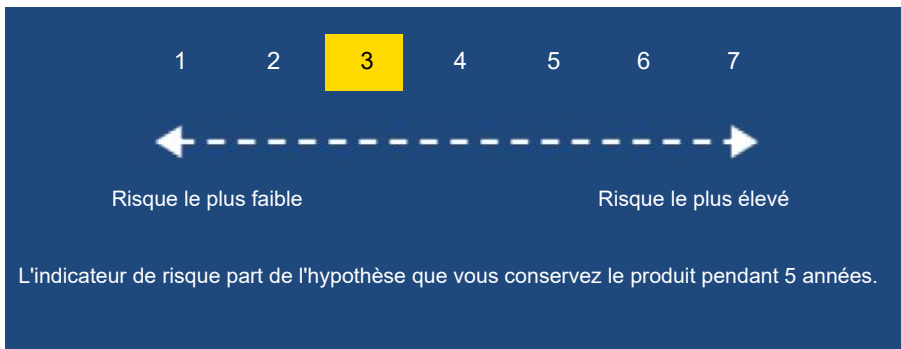 1 2 3 4 5 6 7
Risque le plus faible Risque le plus élevé
L'indicateur de risque part de l'hypothèse que vous conservez le produit pendant 5 années.